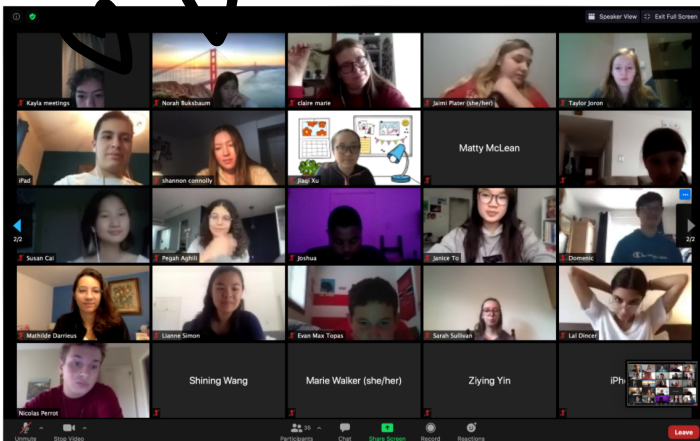 Speaker View Exit Full Screen
Kayla meetings
Norah Buksbaum
claire marie
Jaimi Plater (she/her)
Taylor Joron
iPad
shannon connolly
Jiaqi Xu
Matty McLean
2/2
Susan Cai
Pegah Aghili
Joshua
Janice To
Domenic
2/2
Mathilde Darrieus
Lianne Simon
Evan Max Topas
Sarah Sullivan
Lal Dincer
Nicolas Perrot
Shining Wang
Marie Walker (she/her)
Ziying Yin
Unmute
Stop Video
Participants
Chat
Share Screen
Record
Reactions
Leave